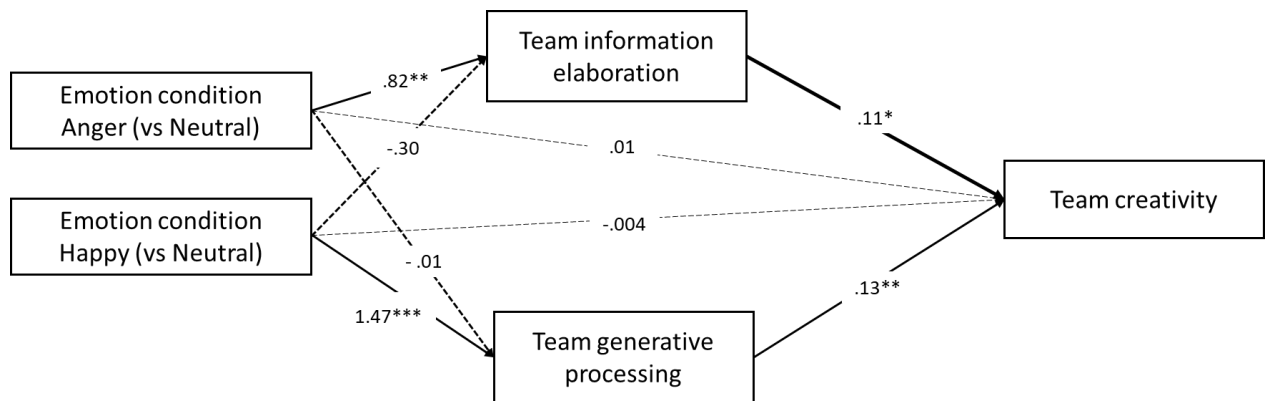 Team information
elaboration
Emotion condition
Anger (vs Neutral)
.82**
-.30
.01
.11*
Team creativity
Emotion condition
Happy (vs Neutral)
-.004
- .01
1.47***
.13**
Team generative
processing